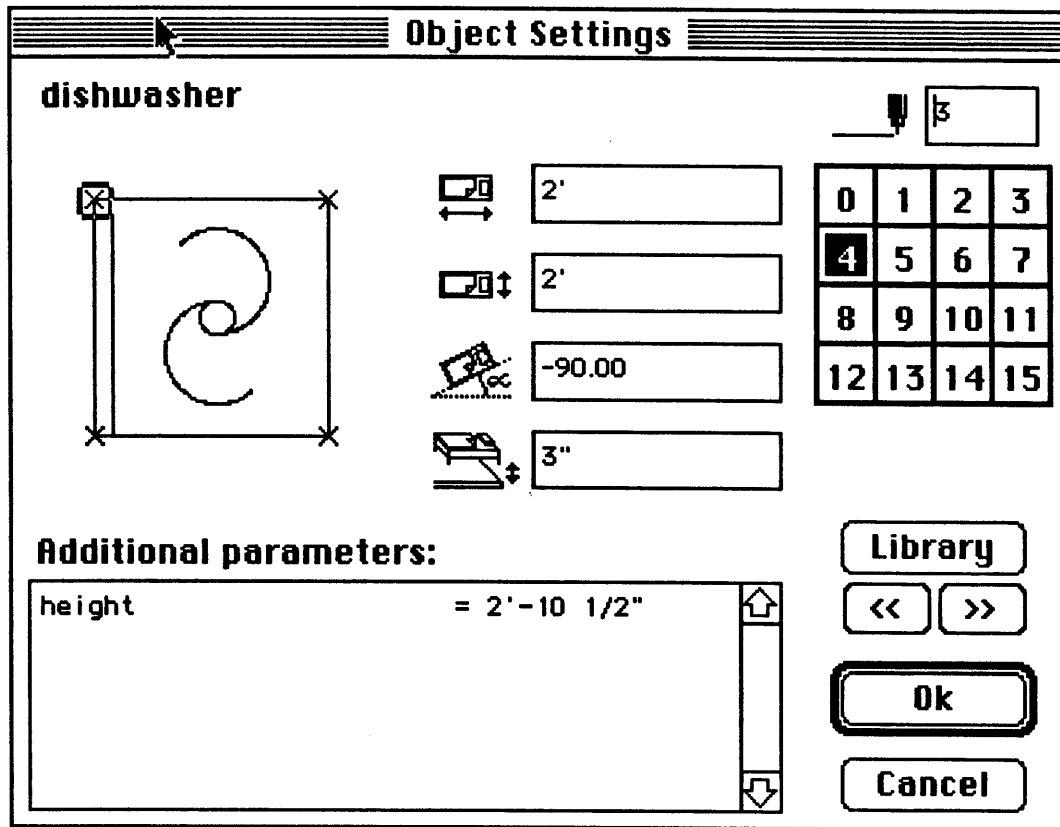 Object Settings
dishwasher
3
2'
0 1 2 3
2'
4 5 6 7
8 9 10 11
-90.00
12 13 14 15
3"
Additional parameters:
Library
height = 2'-10 1/2"
<< >>
Ok
Cancel